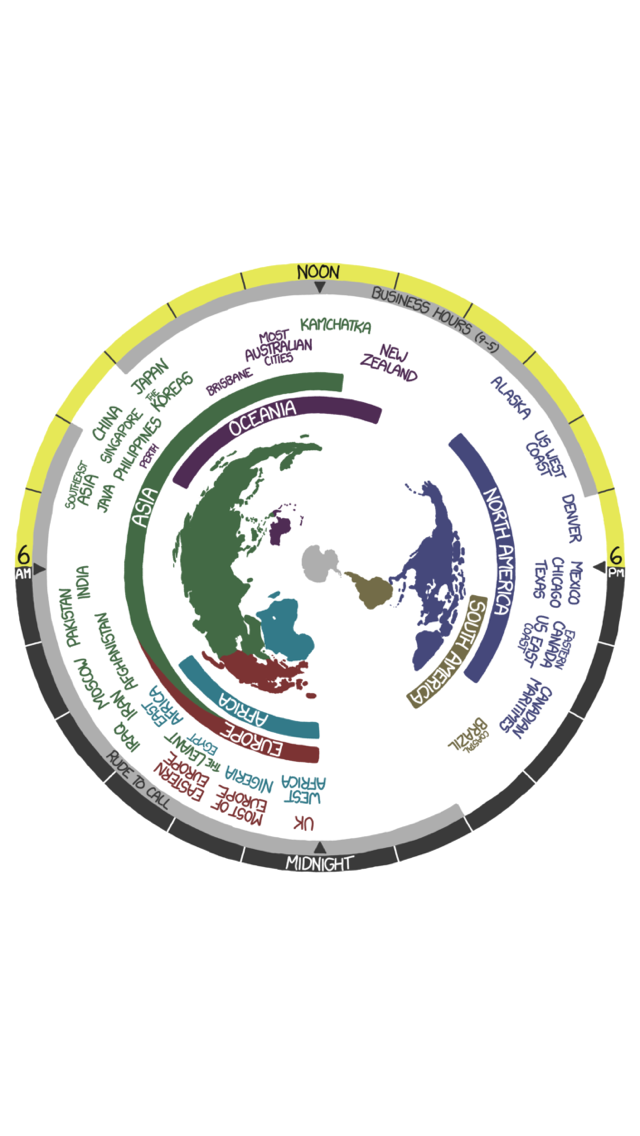 NOON
BUSINESS HOURS (9-5)
KAMCHATKA
MOST
AUSTRALIAN
CITIES
NEW
ZEALAND
BRISBANE
JAPAN
THE
KOREAS
CHINA
SINGAPORE
PHILIPPINES
PERTH
SOUTHEAST
ASIA
JAVA
ALASKA
US WEST
COAST
DENVER
OCEANIA
ASIA
NORTH AMERICA
SOUTH AMERICA
6
AM
6
PM
MEXICO
CHICAGO
TEXAS
EASTERN
CANADA
US EAST
COAST
CANADIAN
MARITIMES
COASTAL
BRAZIL
INDIA
PAKISTAN
AFGHANISTAN
MOSCOW
IRAN
IRAQ
EAST
AFRICA
THE LEVANT
EGYPT
EASTERN
EUROPE
MOST OF
EUROPE
NIGERIA
WEST
AFRICA
UK
AFRICA
EUROPE
RUDE TO CALL
MIDNIGHT